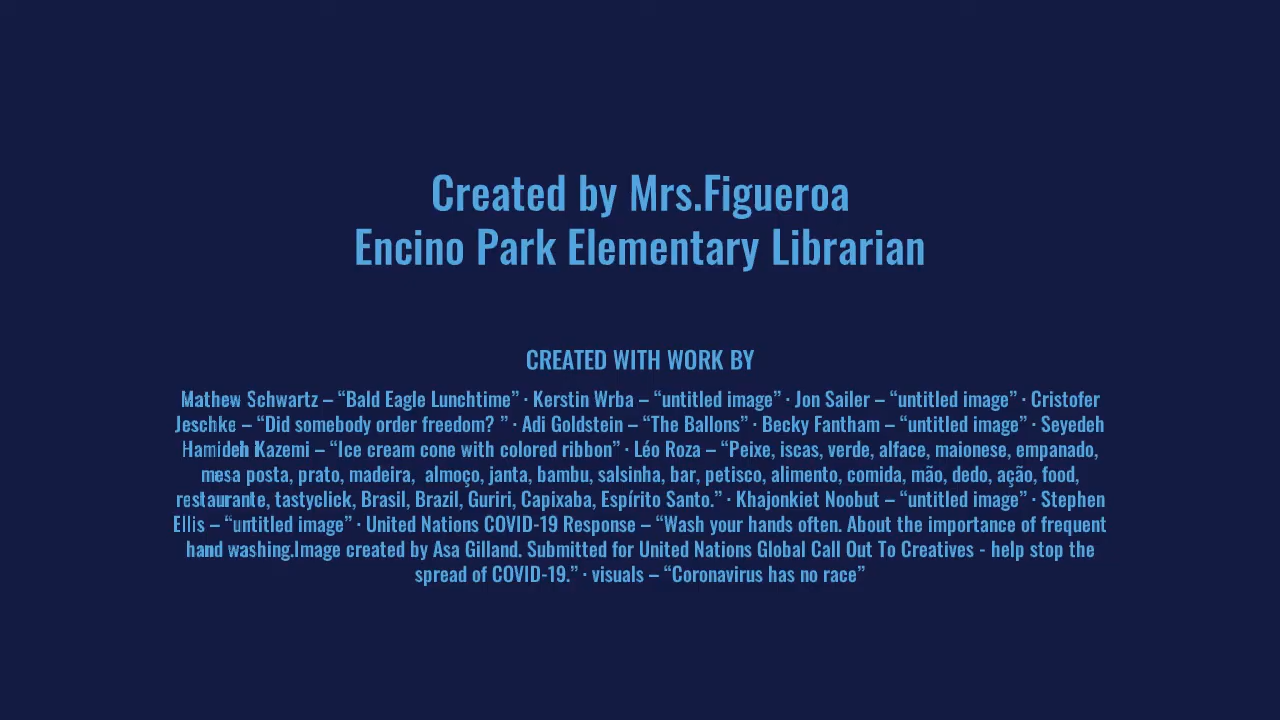 Created by Mrs.Figueroa
Encino Park Elementary Librarian
CREATED WITH WORK BY
Mathew Schwartz – “Bald Eagle Lunchtime” · Kerstin Wrba – “untitled image” · Jon Sailer – “untitled image” · Cristofer
Jeschke – “Did somebody order freedom? ” · Adi Goldstein – “The Ballons” · Becky Fantham – “untitled image” · Seyedeh
Hamideh Kazemi – “Ice cream cone with colored ribbon” · Léo Roza – “Peixe, iscas, verde, alface, maionese, empanado,
mesa posta, prato, madeira,  almoço, janta, bambu, salsinha, bar, petisco, alimento, comida, mão, dedo, ação, food,
restaurante, tastyclick, Brasil, Brazil, Guriri, Capixaba, Espírito Santo.” · Khajonkiet Noobut – “untitled image” · Stephen
Ellis – “untitled image” · United Nations COVID-19 Response – “Wash your hands often. About the importance of frequent
hand washing.Image created by Asa Gilland. Submitted for United Nations Global Call Out To Creatives - help stop the
spread of COVID-19.” · visuals – “Coronavirus has no race”